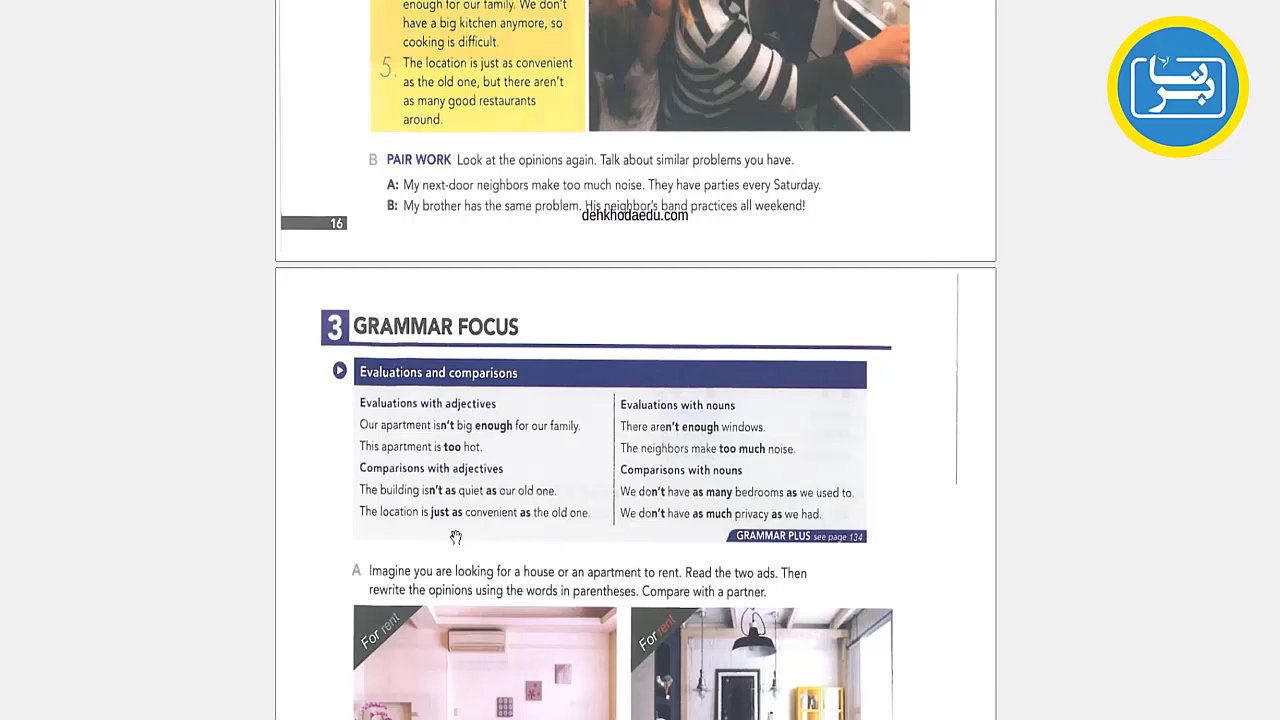 enough for our family. We don't
have a big kitchen anymore, so
cooking is difficult.
5. The location is just as convenient
as the old one, but there aren't
as many good restaurants
around.
B PAIR WORK Look at the opinions again. Talk about similar problems you have.
A: My next-door neighbors make too much noise. They have parties every Saturday.
B: My brother has the same problem. His neighbor's band practices all weekend!
dehkhodaedu.com
16
برنا
3 GRAMMAR FOCUS
Evaluations and comparisons
Evaluations with adjectives
Our apartment isn't big enough for our family.
This apartment is too hot.
Comparisons with adjectives
The building isn't as quiet as our old one.
The location is just as convenient as the old one.
Evaluations with nouns
There aren't enough windows.
The neighbors make too much noise.
Comparisons with nouns
We don't have as many bedrooms as we used to.
We don't have as much privacy as we had.
GRAMMAR PLUS see page 134
A Imagine you are looking for a house or an apartment to rent. Read the two ads. Then
rewrite the opinions using the words in parentheses. Compare with a partner.
For rent
For rent